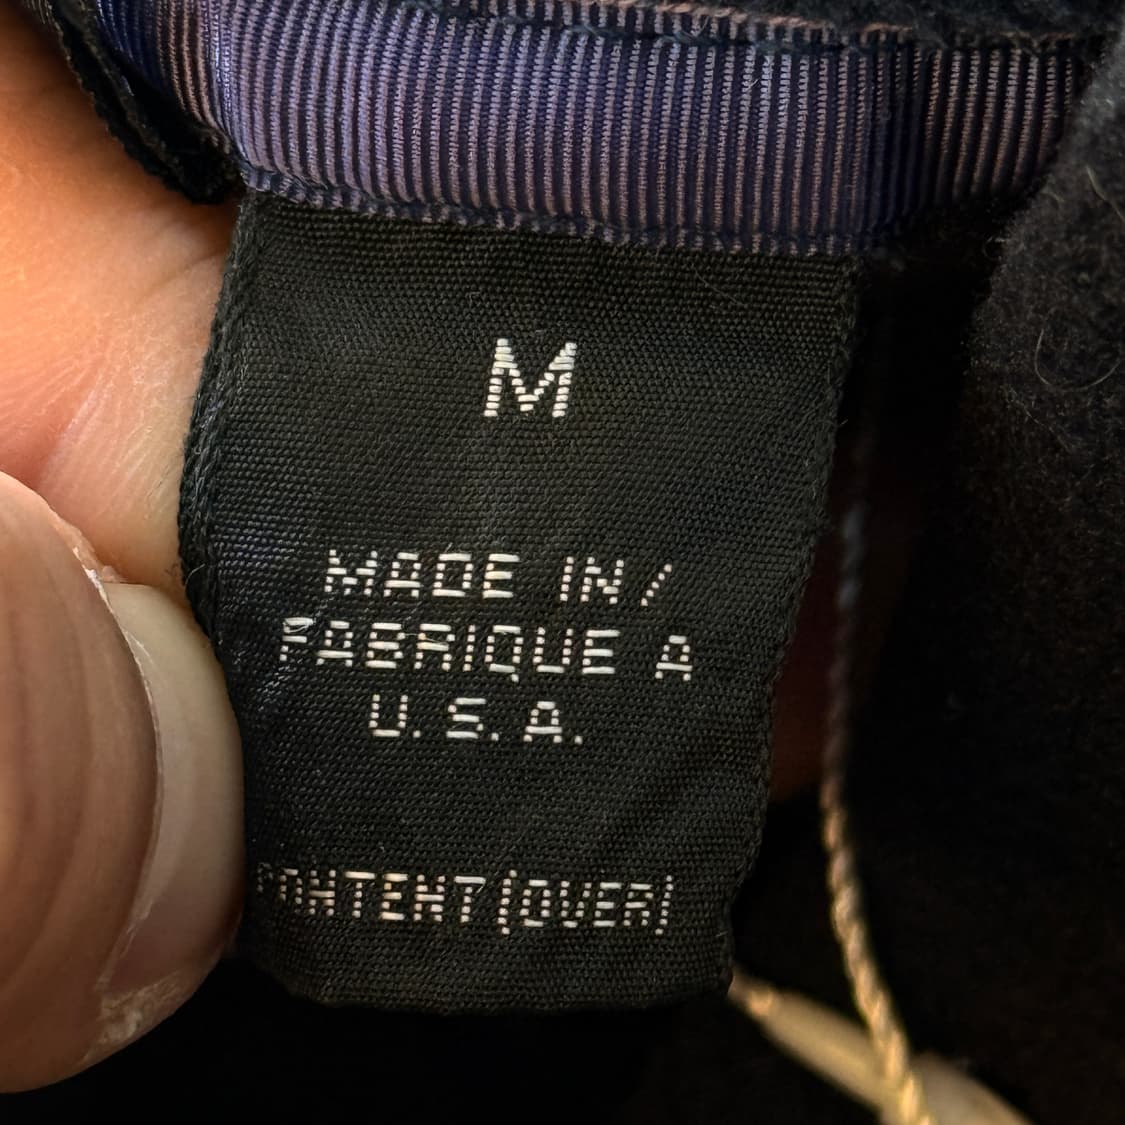 M
MADE IN/
FABRIQUE A
U.S.A.
CONTENT (OVER)